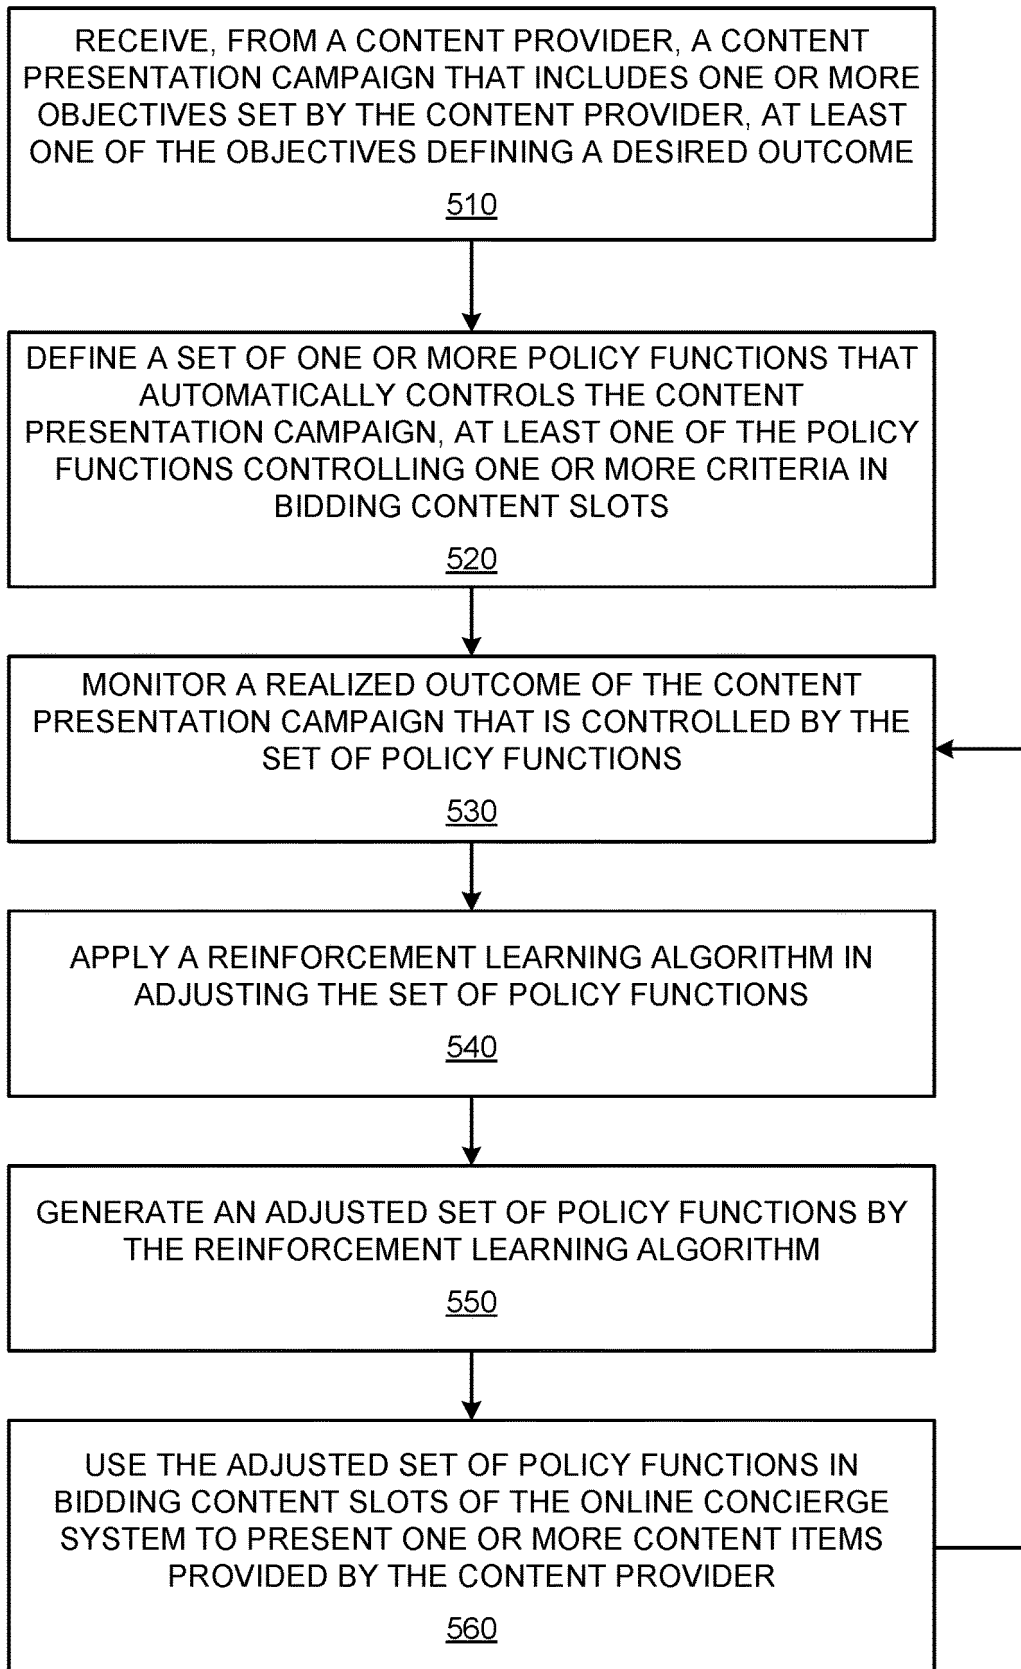 RECEIVE, FROM A CONTENT PROVIDER, A CONTENT
PRESENTATION CAMPAIGN THAT INCLUDES ONE OR MORE
OBJECTIVES SET BY THE CONTENT PROVIDER, AT LEAST
ONE OF THE OBJECTIVES DEFINING A DESIRED OUTCOME
510
DEFINE A SET OF ONE OR MORE POLICY FUNCTIONS THAT
AUTOMATICALLY CONTROLS THE CONTENT
PRESENTATION CAMPAIGN, AT LEAST ONE OF THE POLICY
FUNCTIONS CONTROLLING ONE OR MORE CRITERIA IN
BIDDING CONTENT SLOTS
520
MONITOR A REALIZED OUTCOME OF THE CONTENT
PRESENTATION CAMPAIGN THAT IS CONTROLLED BY THE
SET OF POLICY FUNCTIONS
530
APPLY A REINFORCEMENT LEARNING ALGORITHM IN
ADJUSTING THE SET OF POLICY FUNCTIONS
540
GENERATE AN ADJUSTED SET OF POLICY FUNCTIONS BY
THE REINFORCEMENT LEARNING ALGORITHM
550
USE THE ADJUSTED SET OF POLICY FUNCTIONS IN
BIDDING CONTENT SLOTS OF THE ONLINE CONCIERGE
SYSTEM TO PRESENT ONE OR MORE CONTENT ITEMS
PROVIDED BY THE CONTENT PROVIDER
560